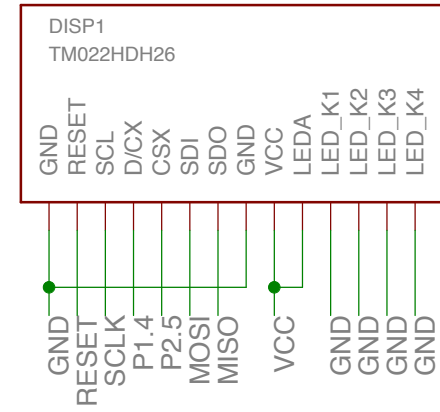 DISP1
TM022HDH26
GND
RESET
SCL
D/CX
CSX
SDI
SDO
GND
VCC
LEDA
LED_K1
LED_K2
LED_K3
LED_K4
GND
RESET
SCLK
P1.4
P2.5
MOSI
MISO
VCC
GND
GND
GND
GND